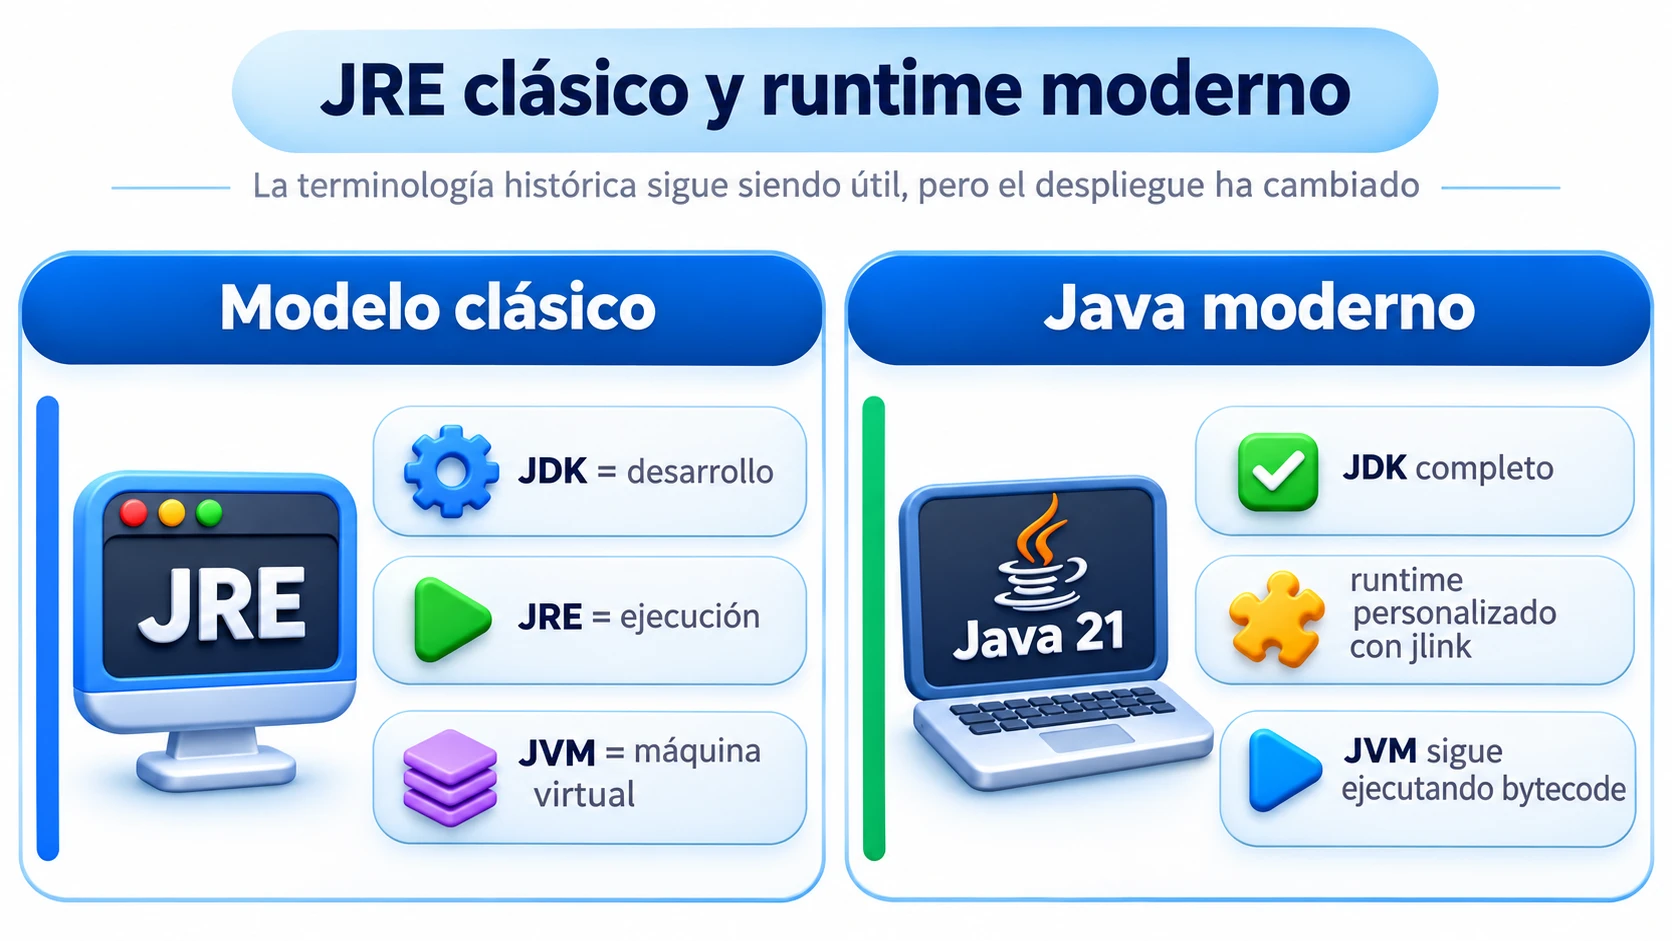 JRE clásico y runtime moderno
La terminología histórica sigue siendo útil, pero el despliegue ha cambiado
Modelo clásico
JRE
JDK = desarrollo
JRE = ejecución
JVM = máquina
virtual
Java moderno
Java 21
JDK completo
runtime
personalizado
con jlink
JVM sigue
ejecutando bytecode